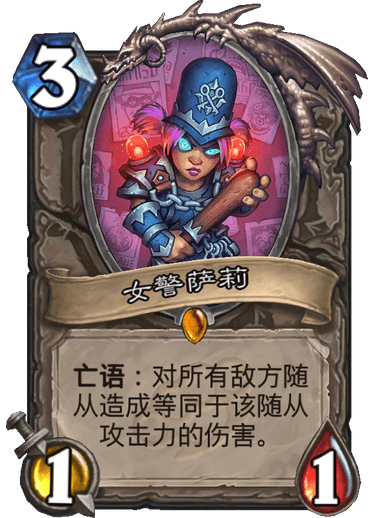 3
女警萨莉
亡语：对所有敌方随
从造成等同于该随从
攻击力的伤害。
1
1